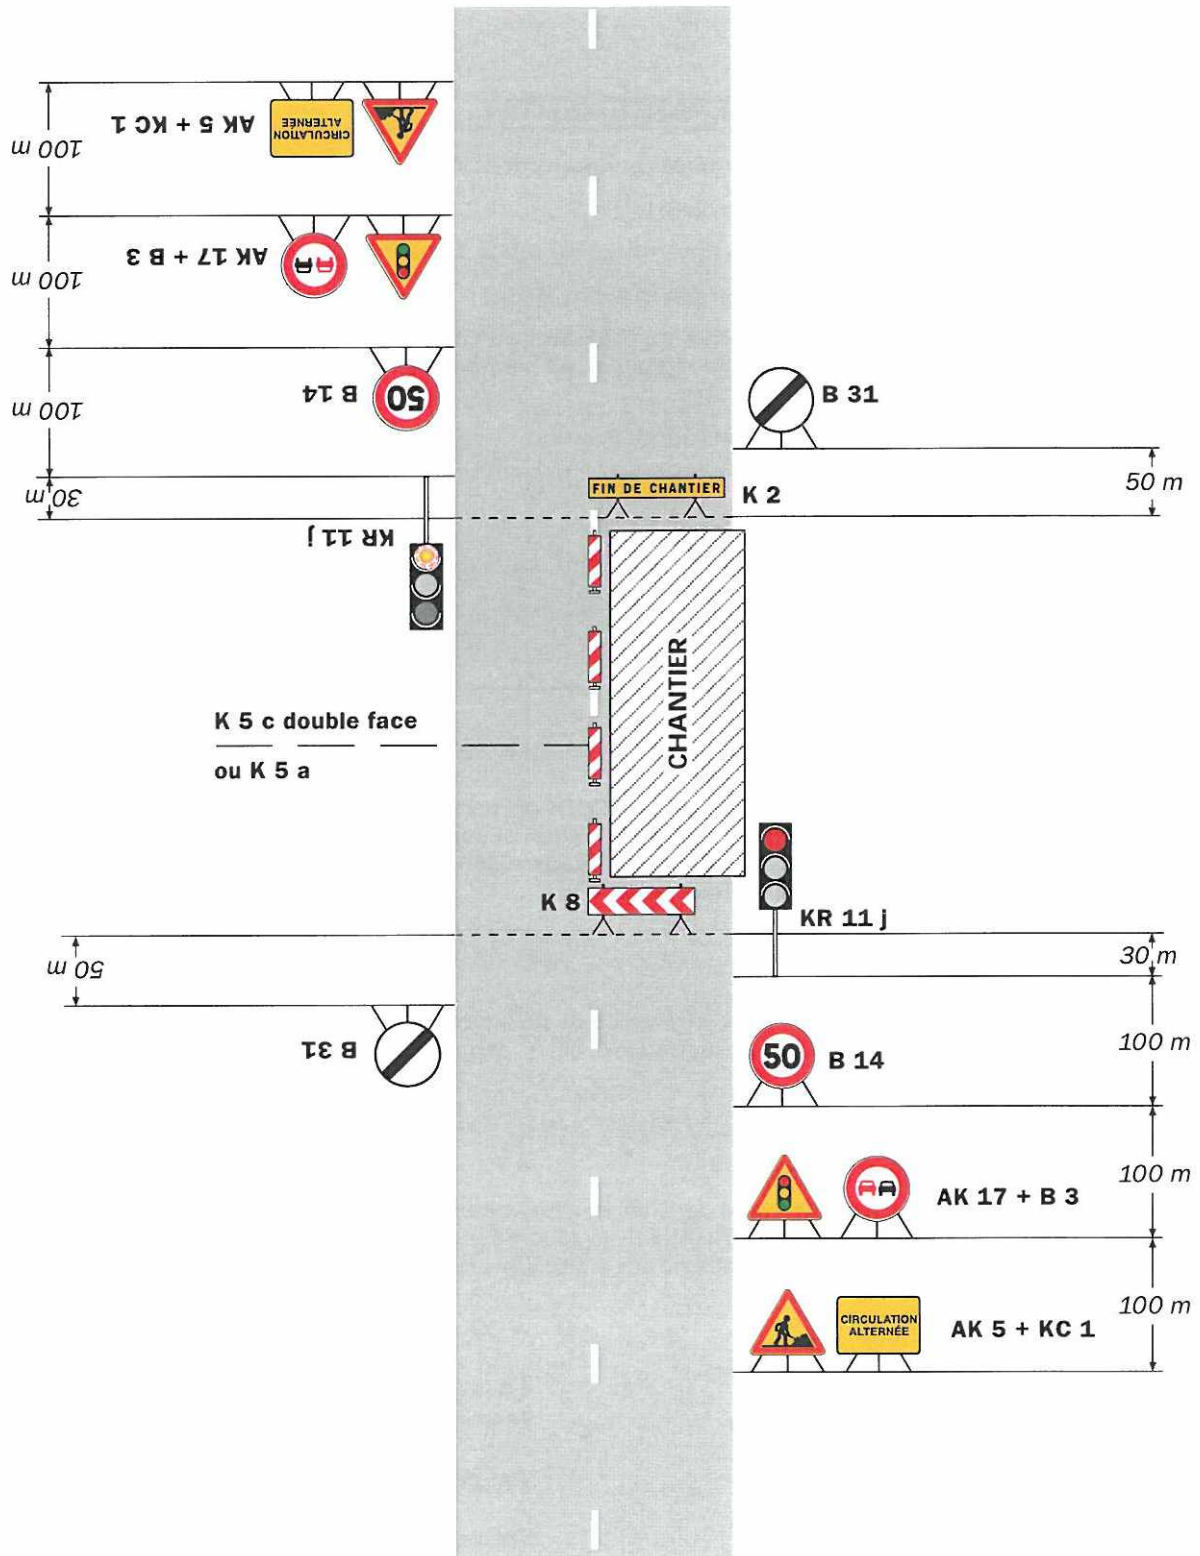 100 m
AK 5 + KC 1
CIRCULATION
ALTERNÉE
100 m
AK 17 + B 3
100 m
B 14
50
30 m
KR 11 j
B 31
50 m
FIN DE CHANTIER
K 2
CHANTIER
K 5 c double face
ou K 5 a
K 8
KR 11 j
30 m
50 m
B 31
50
B 14
100 m
AK 17 + B 3
100 m
CIRCULATION
ALTERNÉE
AK 5 + KC 1
100 m